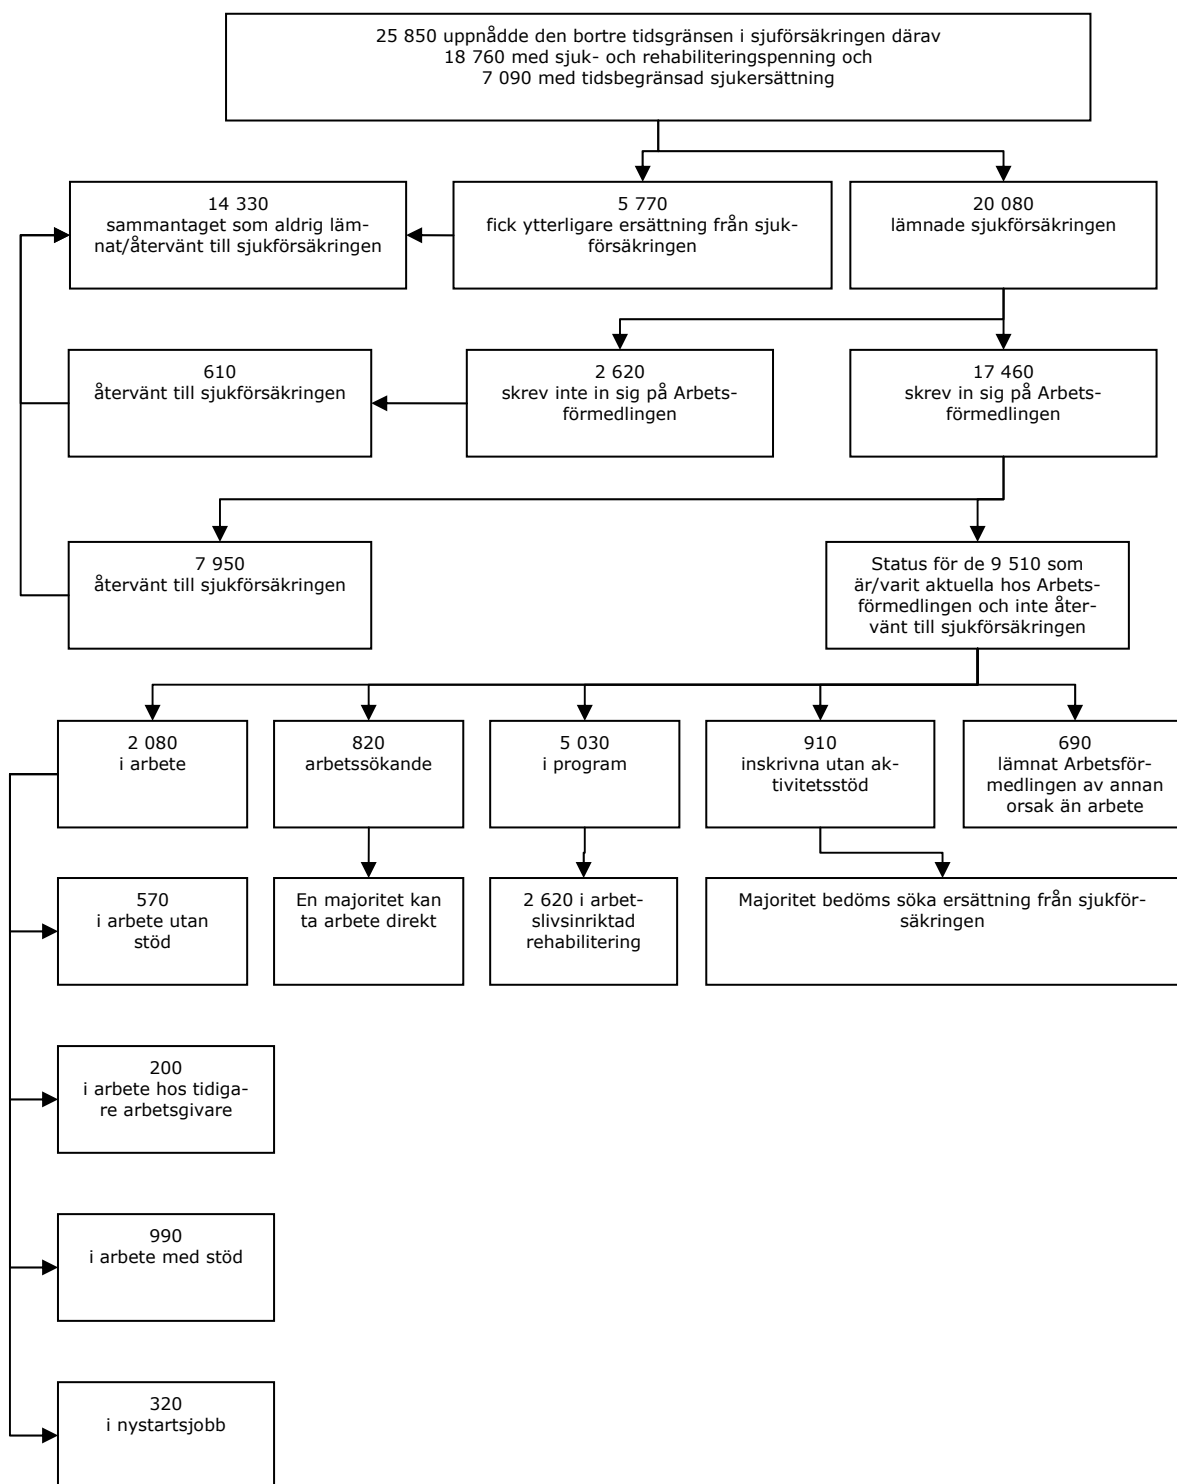 25 850 uppnådde den bortre tidsgränsen i sjuförsäkringen därav
18 760 med sjuk- och rehabiliteringspenning och
7 090 med tidsbegränsad sjukersättning
14 330
sammantaget som aldrig läm-
nat/återvänt till sjukförsäkringen
5 770
fick ytterligare ersättning från sjuk-
försäkringen
20 080
lämnade sjukförsäkringen
610
återvänt till sjukförsäkringen
2 620
skrev inte in sig på Arbets-
förmedlingen
17 460
skrev in sig på Arbets-
förmedlingen
7 950
återvänt till sjukförsäkringen
Status för de 9 510 som
är/varit aktuella hos Arbets-
förmedlingen och inte åter-
vänt till sjukförsäkringen
2 080
i arbete
820
arbetssökande
5 030
i program
910
inskrivna utan ak-
tivitetsstöd
690
lämnat Arbetsför-
medlingen av annan
orsak än arbete
570
i arbete utan
stöd
En majoritet kan
ta arbete direkt
2 620 i arbet-
slivsinriktad
rehabilitering
Majoritet bedöms söka ersättning från sjukför-
säkringen
200
i arbete hos tidiga-
re arbetsgivare
990
i arbete med stöd
320
i nystartsjobb